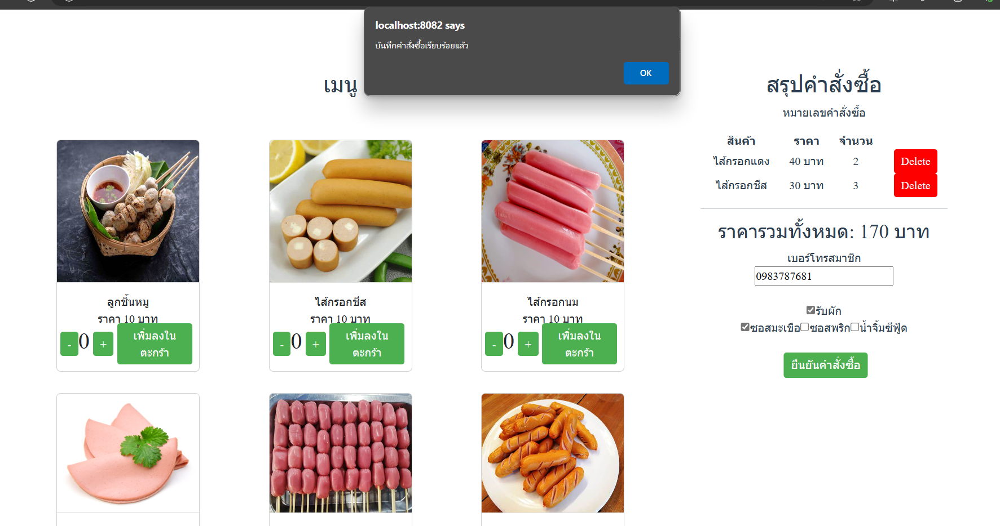 localhost:8082 says
บันทึกคำสั่งซื้อเรียบร้อยแล้ว
OK
เมนู
ลูกชิ้นหมู
ราคา 10 บาท
- 0 + เพิ่มลงใน
ตะกร้า
ไส้กรอกชีส
ราคา 10 บาท
- 0 + เพิ่มลงใน
ตะกร้า
ไส้กรอกนม
ราคา 10 บาท
- 0 + เพิ่มลงใน
ตะกร้า
สรุปคำสั่งซื้อ
หมายเลขคำสั่งซื้อ
สินค้า ราคา จำนวน
ไส้กรอกแดง 40 บาท 2 Delete
ไส้กรอกชีส 30 บาท 3 Delete
ราคารวมทั้งหมด: 170 บาท
เบอร์โทรสมาชิก
0983787681
รับผัก
ซอสมะเขือ ซอสพริก น้ำจิ้มซีฟู้ด
ยืนยันคำสั่งซื้อ